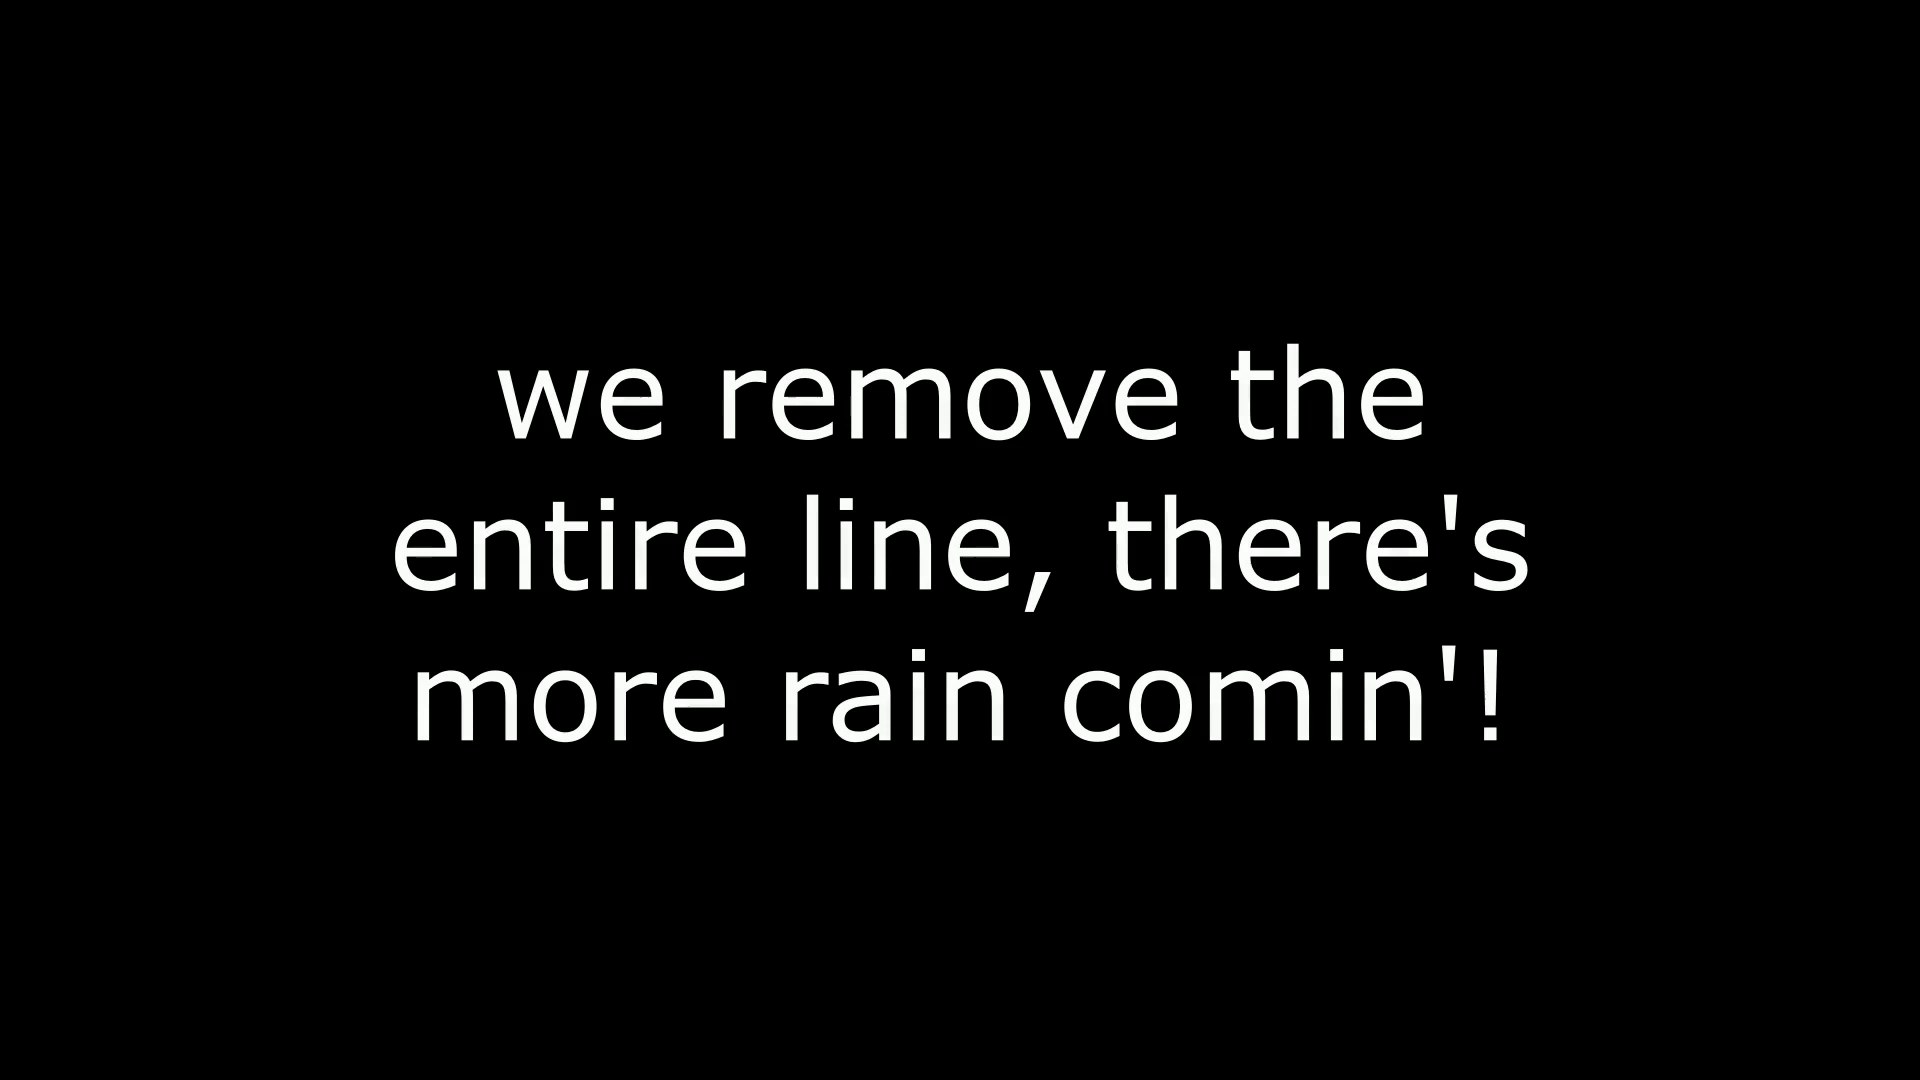 we remove the
entire line, there's
more rain comin'!